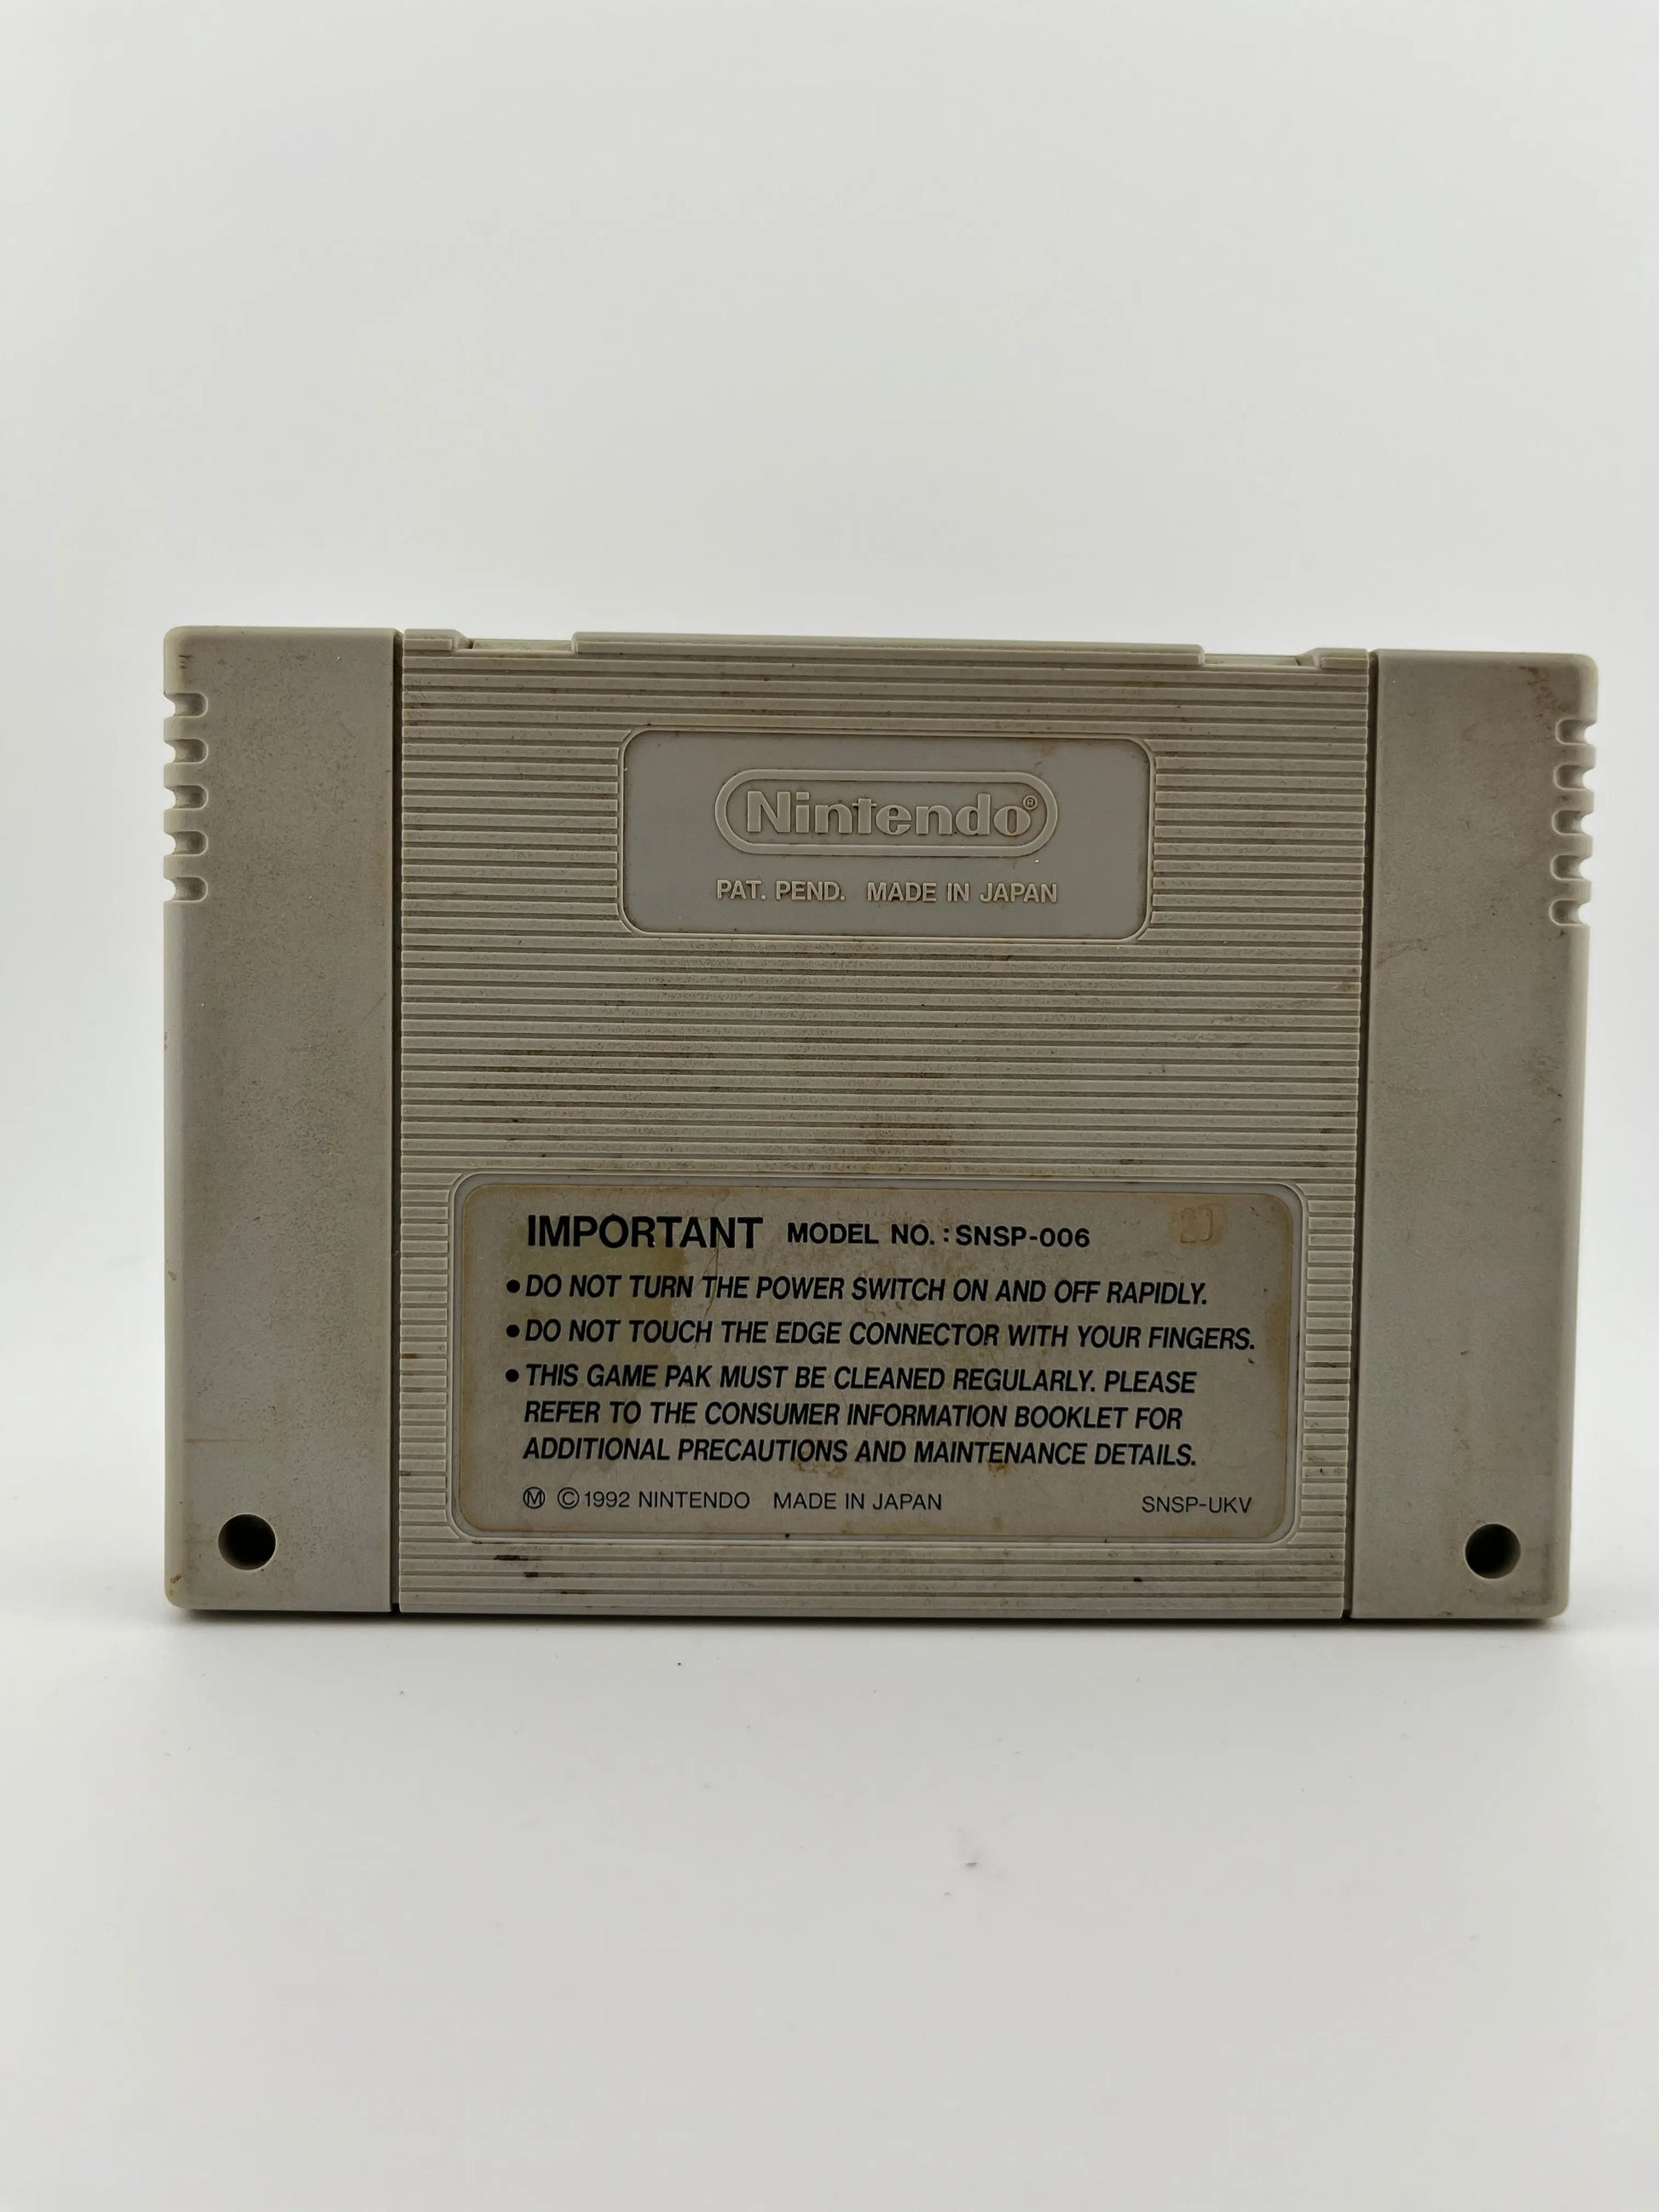 Nintendo®
PAT. PEND. MADE IN JAPAN
IMPORTANT MODEL NO. : SNSP-006
● DO NOT TURN THE POWER SWITCH ON AND OFF RAPIDLY.
● DO NOT TOUCH THE EDGE CONNECTOR WITH YOUR FINGERS.
● THIS GAME PAK MUST BE CLEANED REGULARLY. PLEASE
REFER TO THE CONSUMER INFORMATION BOOKLET FOR
ADDITIONAL PRECAUTIONS AND MAINTENANCE DETAILS.
Ⓜ ©1992 NINTENDO MADE IN JAPAN SNSP-UKV